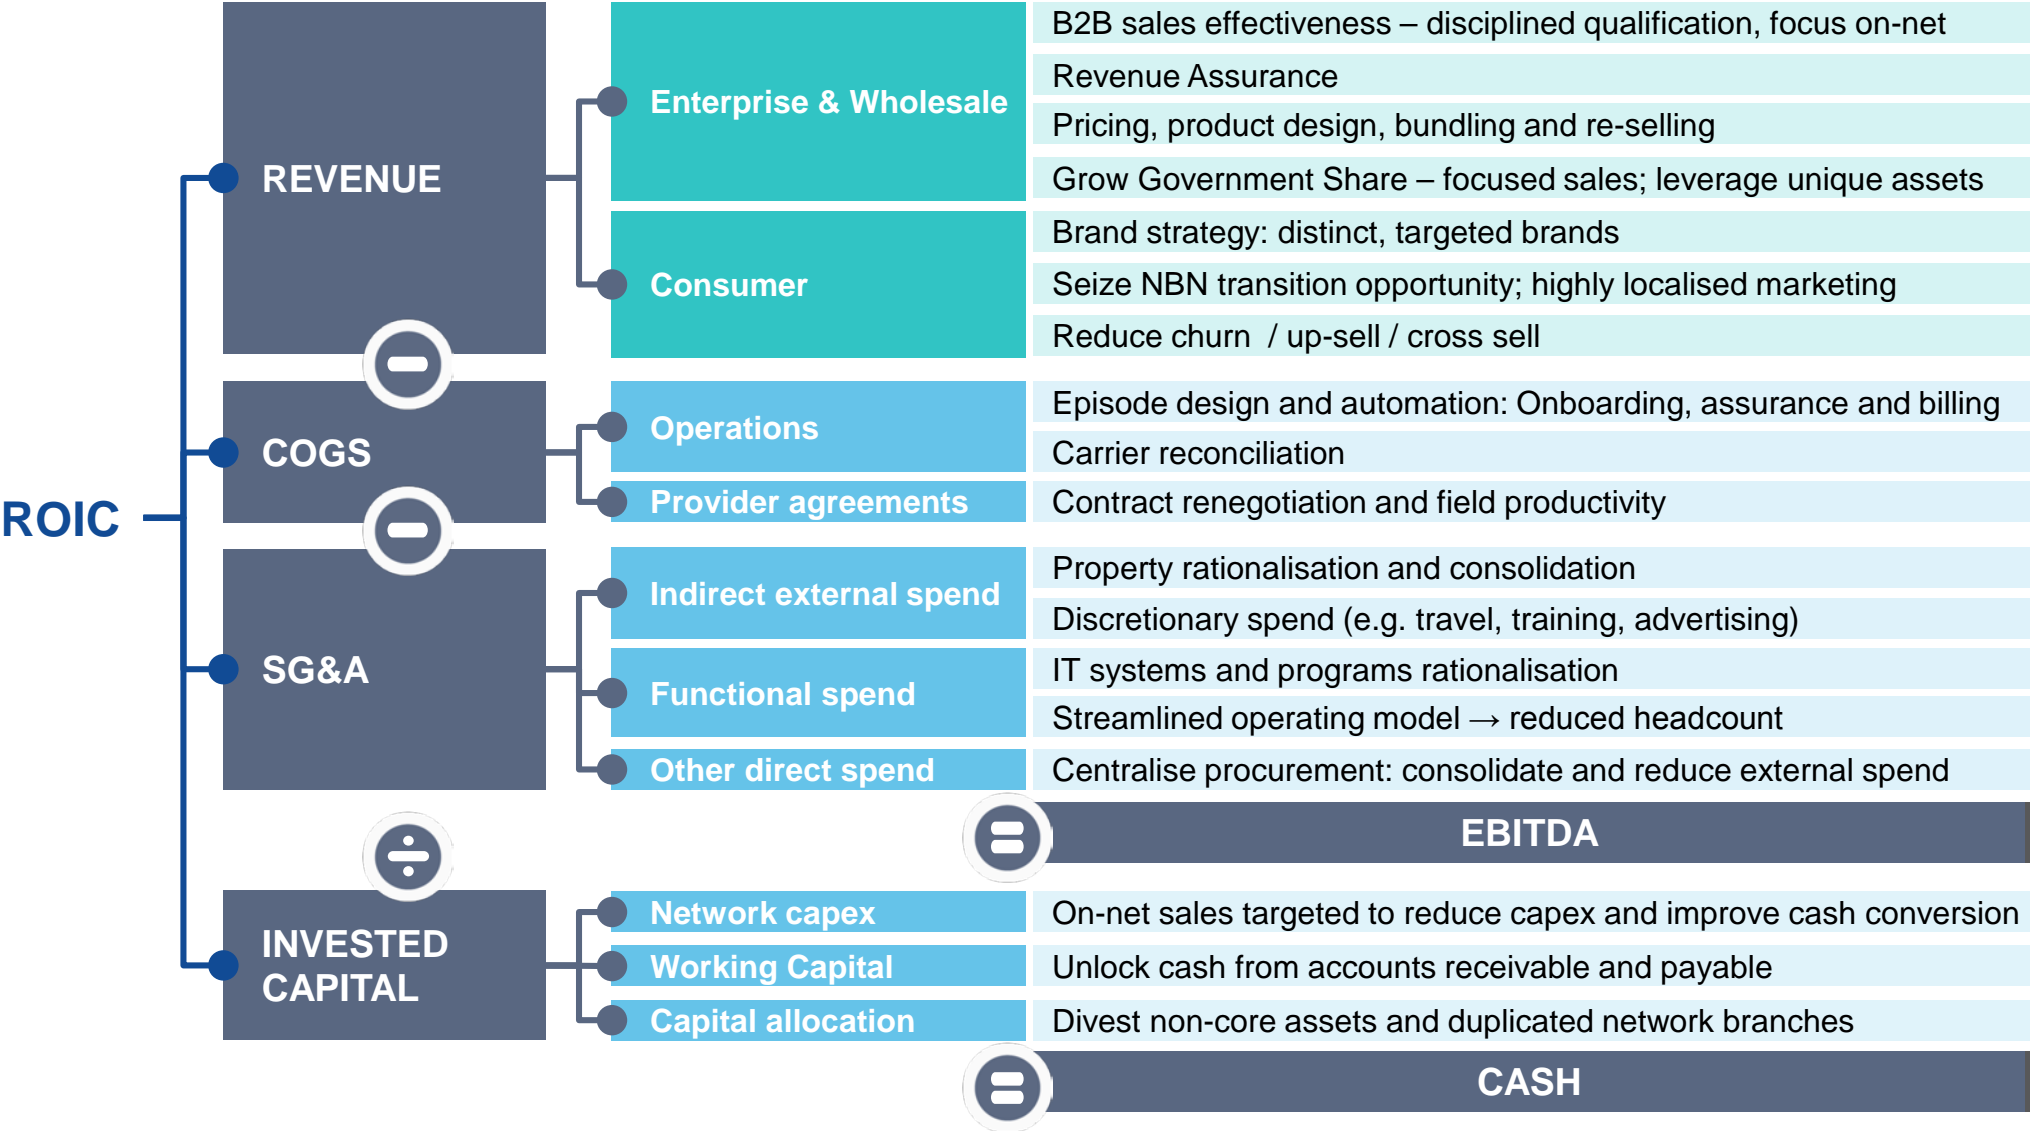 ROIC
REVENUE
Enterprise & Wholesale
B2B sales effectiveness – disciplined qualification, focus on-net
Revenue Assurance
Pricing, product design, bundling and re-selling
Grow Government Share – focused sales; leverage unique assets
Consumer
Brand strategy: distinct, targeted brands
Seize NBN transition opportunity; highly localised marketing
Reduce churn / up-sell / cross sell
COGS
Operations
Episode design and automation: Onboarding, assurance and billing
Carrier reconciliation
Provider agreements
Contract renegotiation and field productivity
SG&A
Indirect external spend
Property rationalisation and consolidation
Discretionary spend (e.g. travel, training, advertising)
Functional spend
IT systems and programs rationalisation
Streamlined operating model → reduced headcount
Other direct spend
Centralise procurement: consolidate and reduce external spend
EBITDA
INVESTED
CAPITAL
Network capex
On-net sales targeted to reduce capex and improve cash conversion
Working Capital
Unlock cash from accounts receivable and payable
Capital allocation
Divest non-core assets and duplicated network branches
CASH